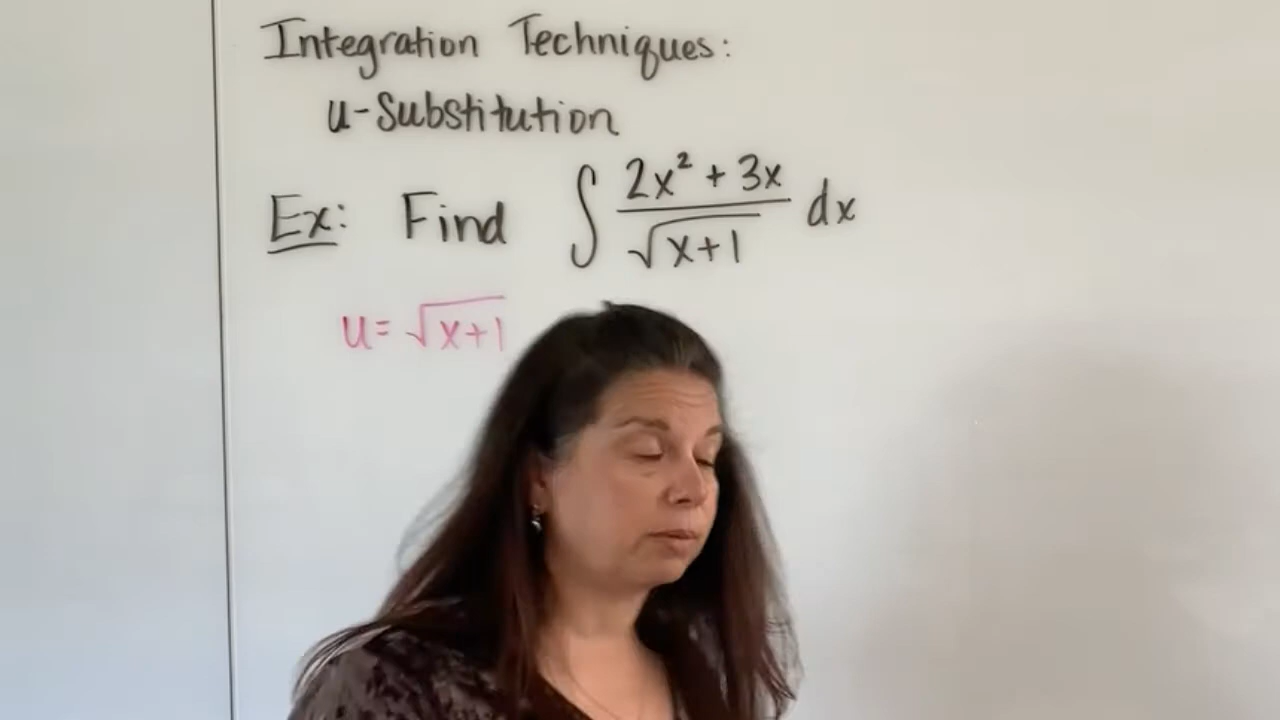 Integration Techniques:
u-Substitution
Ex: Find ∫ (2x² + 3x)/√(x+1) dx
u = √(x+1)